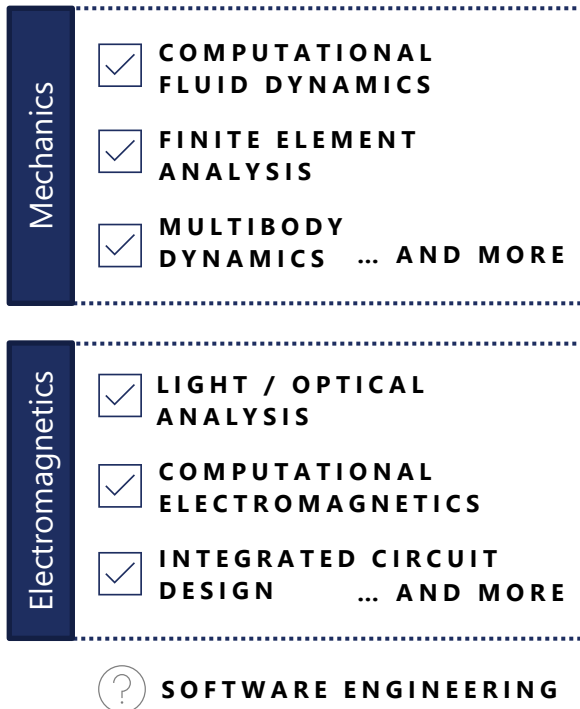 Mechanics
COMPUTATIONAL
FLUID DYNAMICS
FINITE ELEMENT
ANALYSIS
MULTIBODY
DYNAMICS … AND MORE
Electromagnetics
LIGHT / OPTICAL
ANALYSIS
COMPUTATIONAL
ELECTROMAGNETICS
INTEGRATED CIRCUIT
DESIGN … AND MORE
? SOFTWARE ENGINEERING